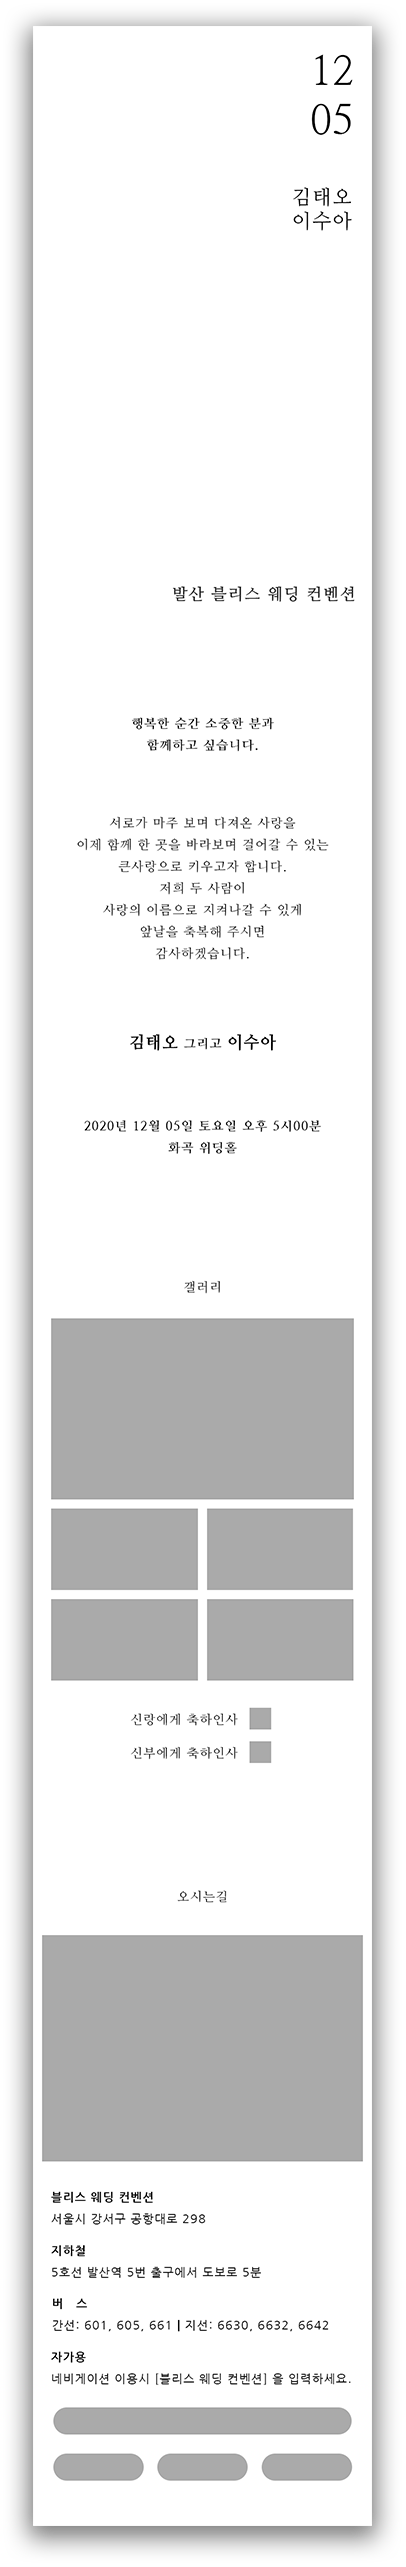 12
05
김태오
이수아
발산 블리스 웨딩 컨벤션
행복한 순간 소중한 분과
함께하고 싶습니다.
서로가 마주 보며 다져온 사랑을
이제 함께 한 곳을 바라보며 걸어갈 수 있는
큰사랑으로 키우고자 합니다.
저희 두 사람이
사랑의 이름으로 지켜나갈 수 있게
앞날을 축복해 주시면
감사하겠습니다.
김태오 그리고 이수아
2020년 12월 05일 토요일 오후 5시00분
화곡 위딩홀
갤러리
신랑에게 축하인사
신부에게 축하인사
오시는길
블리스 웨딩 컨벤션
서울시 강서구 공항대로 298
지하철
5호선 발산역 5번 출구에서 도보로 5분
버 스
간선: 601, 605, 661 | 지선: 6630, 6632, 6642
자가용
네비게이션 이용시 [블리스 웨딩 컨벤션] 을 입력하세요.